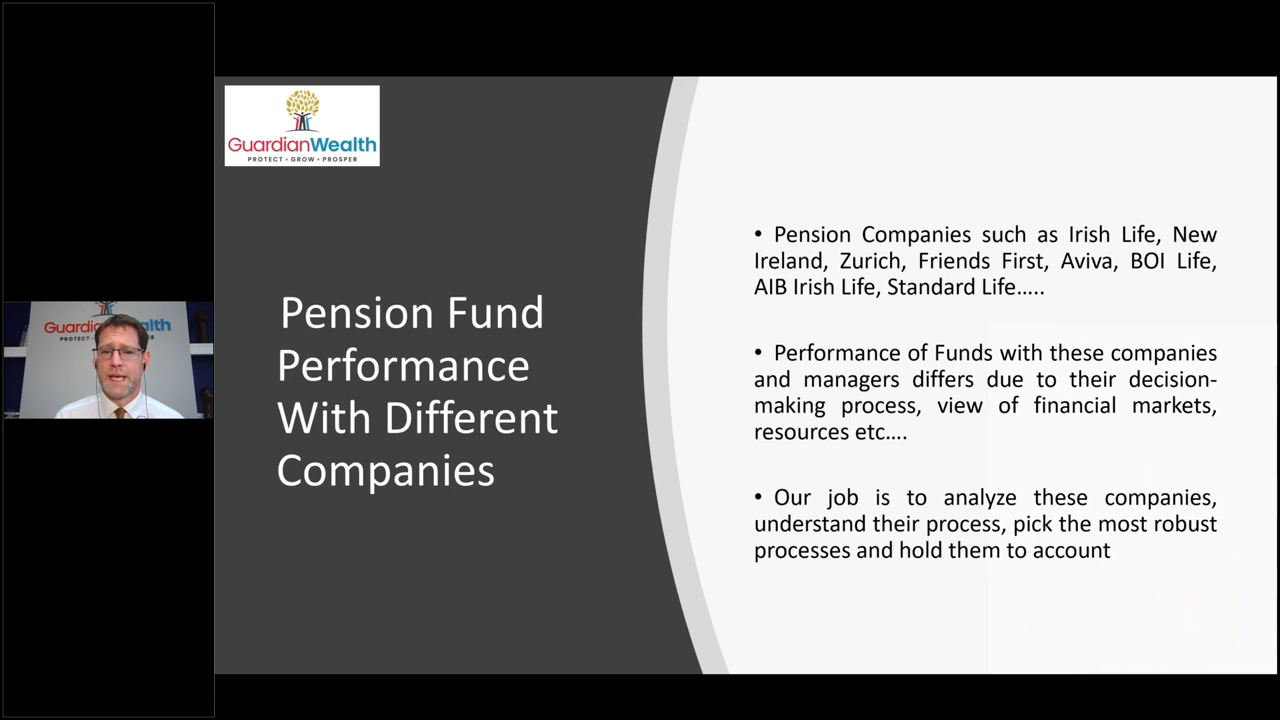 GuardianWealth
PROTECT • GROW • PROSPER
Pension Fund
Performance
With Different
Companies
• Pension Companies such as Irish Life, New
Ireland, Zurich, Friends First, Aviva, BOI Life,
AIB Irish Life, Standard Life…..
• Performance of Funds with these companies
and managers differs due to their decision-
making process, view of financial markets,
resources etc….
• Our job is to analyze these companies,
understand their process, pick the most robust
processes and hold them to account